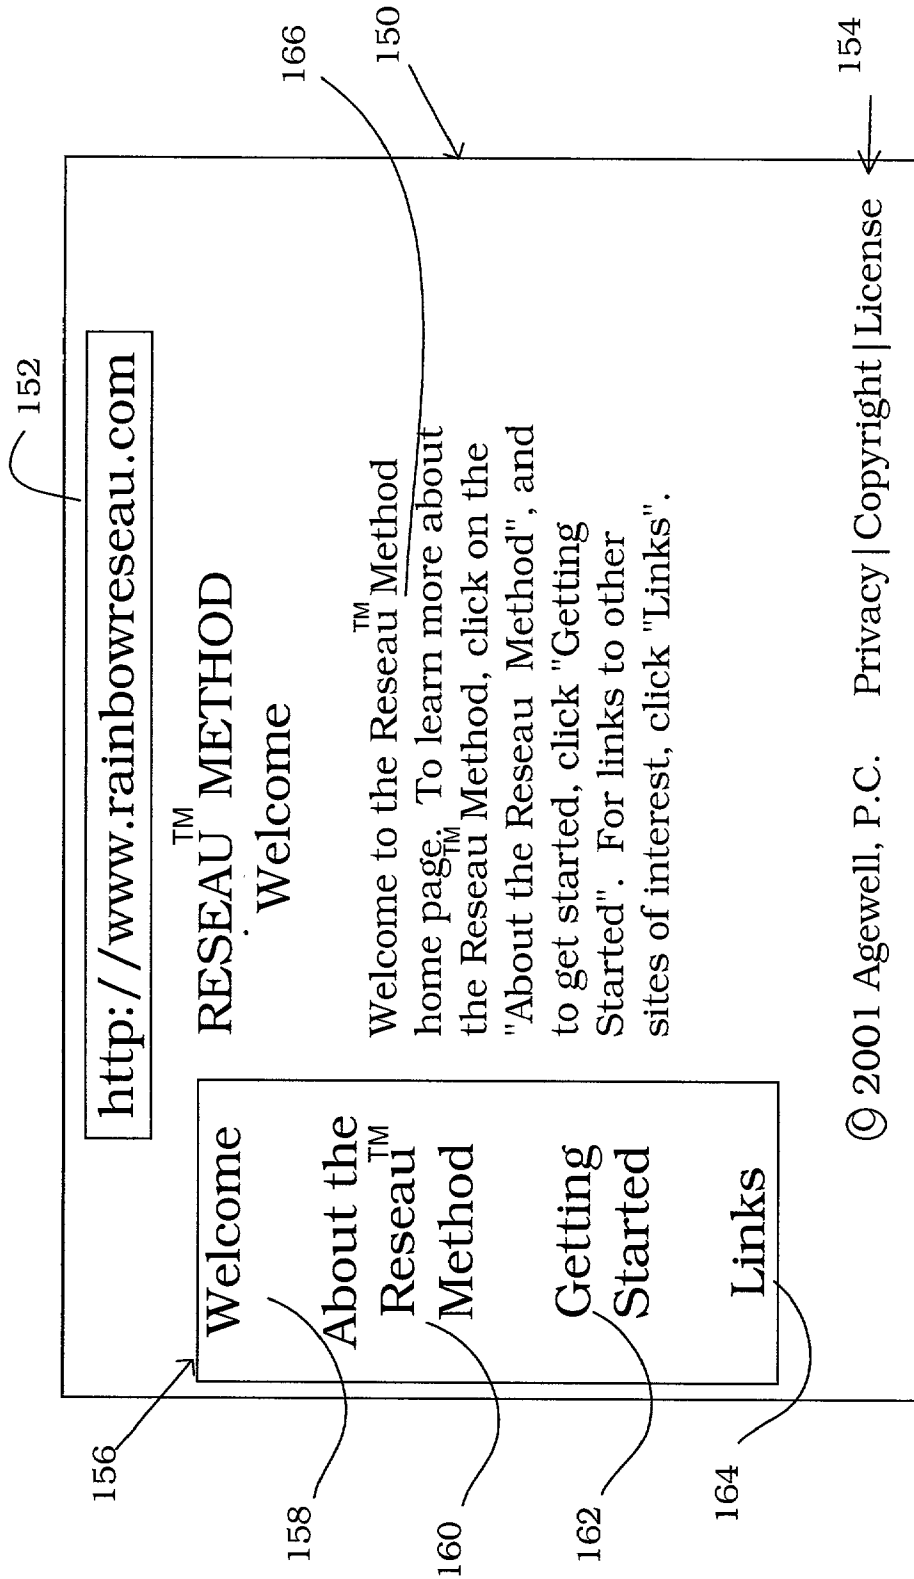 152
http://www.rainbowreseau.com
166
150
156
RESEAU™ METHOD
Welcome
Welcome
About the
Reseau™
Method
Getting
Started
Links
Welcome to the Reseau™ Method
home page. To learn more about
the Reseau™ Method, click on the
"About the Reseau Method", and
to get started, click "Getting
Started". For links to other
sites of interest, click "Links".
158
160
162
164
© 2001 Agewell, P.C. Privacy|Copyright|License
154